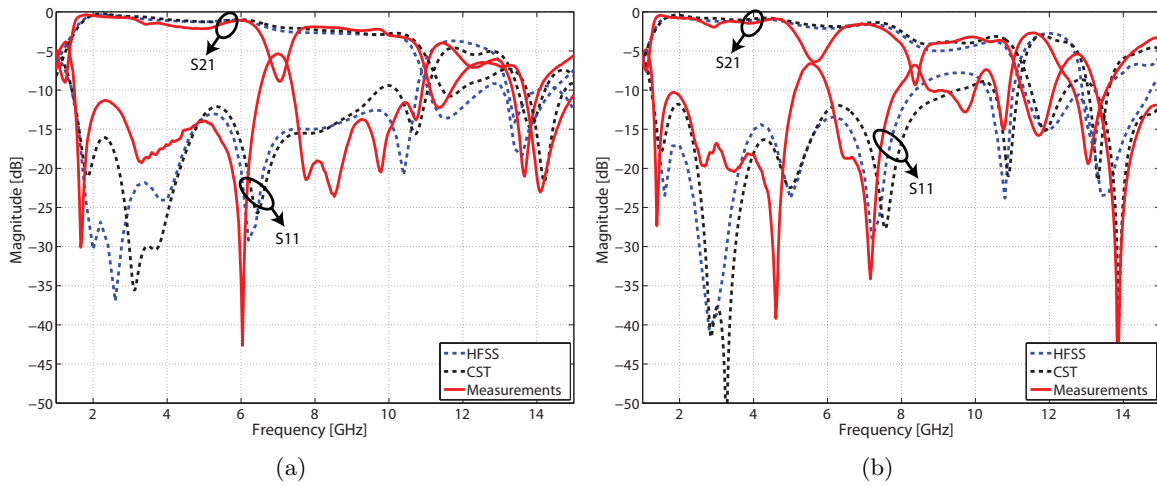 0
−5
−10
−15
−20
−25
−30
−35
−40
−45
−50
Magnitude [dB]
S21
S11
HFSS
CST
Measurements
2 4 6 8 10 12 14
Frequency [GHz]
(a)
0
−5
−10
−15
−20
−25
−30
−35
−40
−45
−50
Magnitude [dB]
S21
S11
HFSS
CST
Measurements
2 4 6 8 10 12 14
Frequency [GHz]
(b)